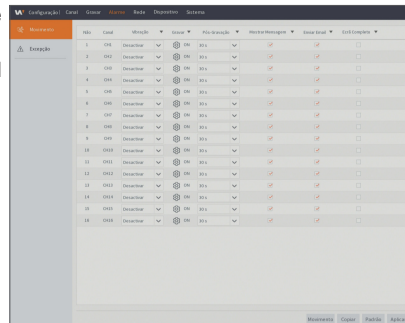 Configuração | Canal Gravar Alarme Rede Dispositivo Sistema
Movimento
Exceção
Não Canal Vibração Gravar Pós-Gravação Mostrar Mensagem Enviar Email Ecrã Completo
1 CH1 Desactivar ON 30 s
2 CH2 Desactivar ON 30 s
3 CH3 Desactivar ON 30 s
4 CH4 Desactivar ON 30 s
5 CH5 Desactivar ON 30 s
6 CH6 Desactivar ON 30 s
7 CH7 Desactivar ON 30 s
8 CH8 Desactivar ON 30 s
9 CH9 Desactivar ON 30 s
10 CH10 Desactivar ON 30 s
11 CH11 Desactivar ON 30 s
12 CH12 Desactivar ON 30 s
13 CH13 Desactivar ON 30 s
14 CH14 Desactivar ON 30 s
15 CH15 Desactivar ON 30 s
16 CH16 Desactivar ON 30 s
Movimento Copiar Padrão Aplicar